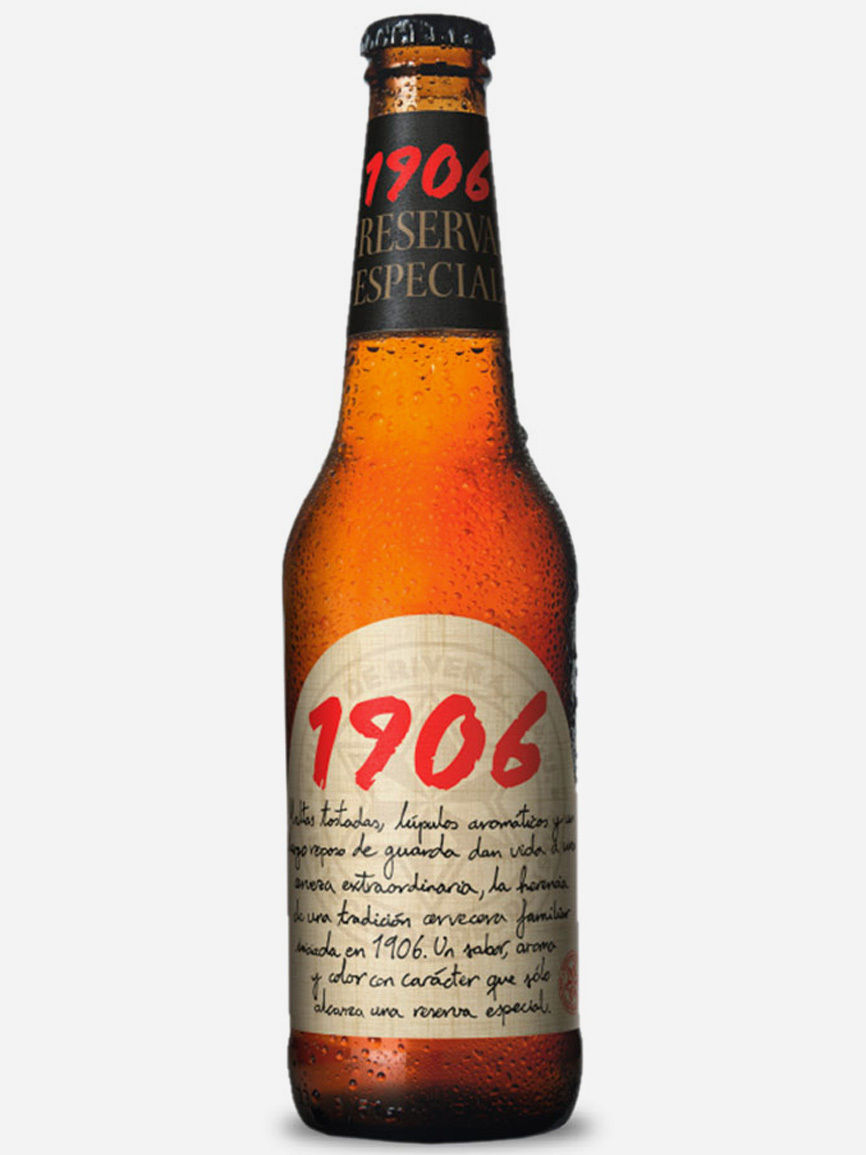 1906
RESERVA
ESPECIAL
DE RIVERA
1906
Maltas tostadas, lúpulos aromáticos y un
largo reposo de guarda dan vida a una
cerveza extraordinaria, la herencia
de una tradición cervecera familiar
iniciada en 1906. Un sabor, aroma
y color con carácter que sólo
alcanza una reserva especial.